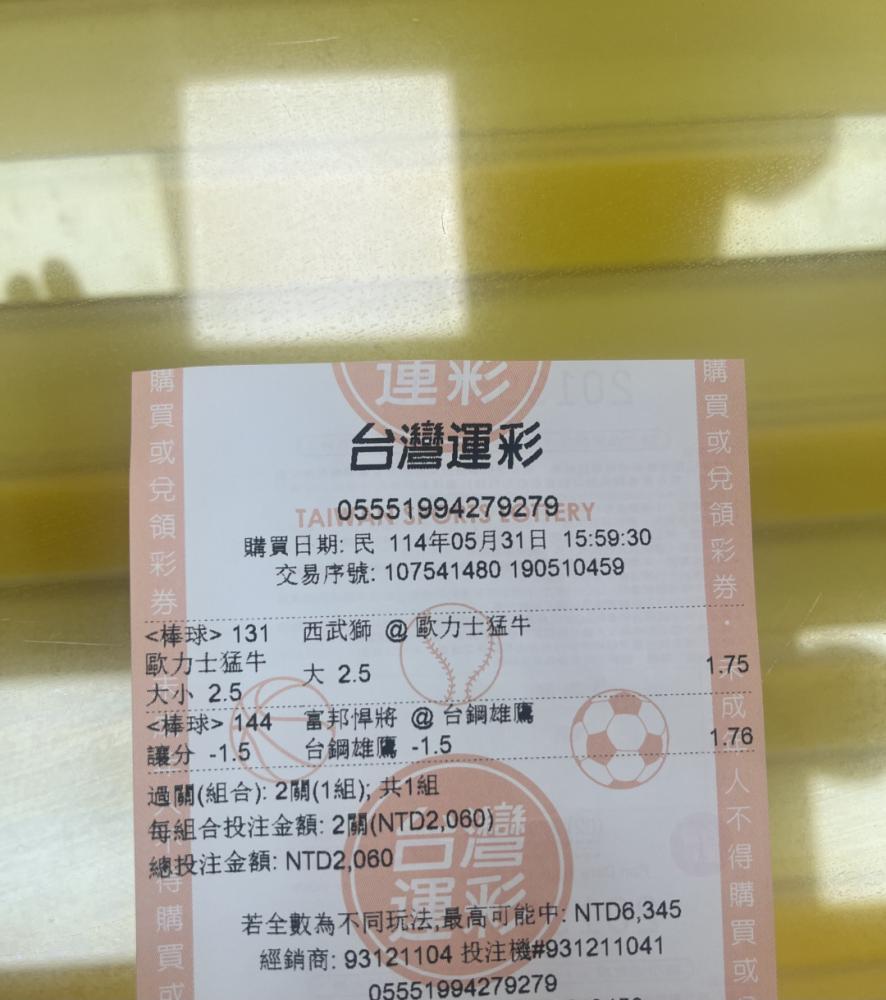 運彩
台灣運彩
05551994279279
TAIWAN SPORTS LOTTERY
購買日期: 民 114年05月31日 15:59:30
交易序號: 107541480 190510459
<棒球> 131 西武獅 @ 歐力士猛牛
歐力士猛牛
大小 2.5 大 2.5 1.75
<棒球> 144 富邦悍將 @ 台鋼雄鷹
讓分 -1.5 台鋼雄鷹 -1.5 1.76
過關(組合): 2關(1組); 共1組
每組合投注金額: 2關(NTD2,060)
總投注金額: NTD2,060
台灣運彩
若全數為不同玩法,最高可能中: NTD6,345
經銷商: 93121104 投注機#931211041
05551994279279
購買或兌領彩券
得購買或
購買或兌領彩券·未成年人不得購買或